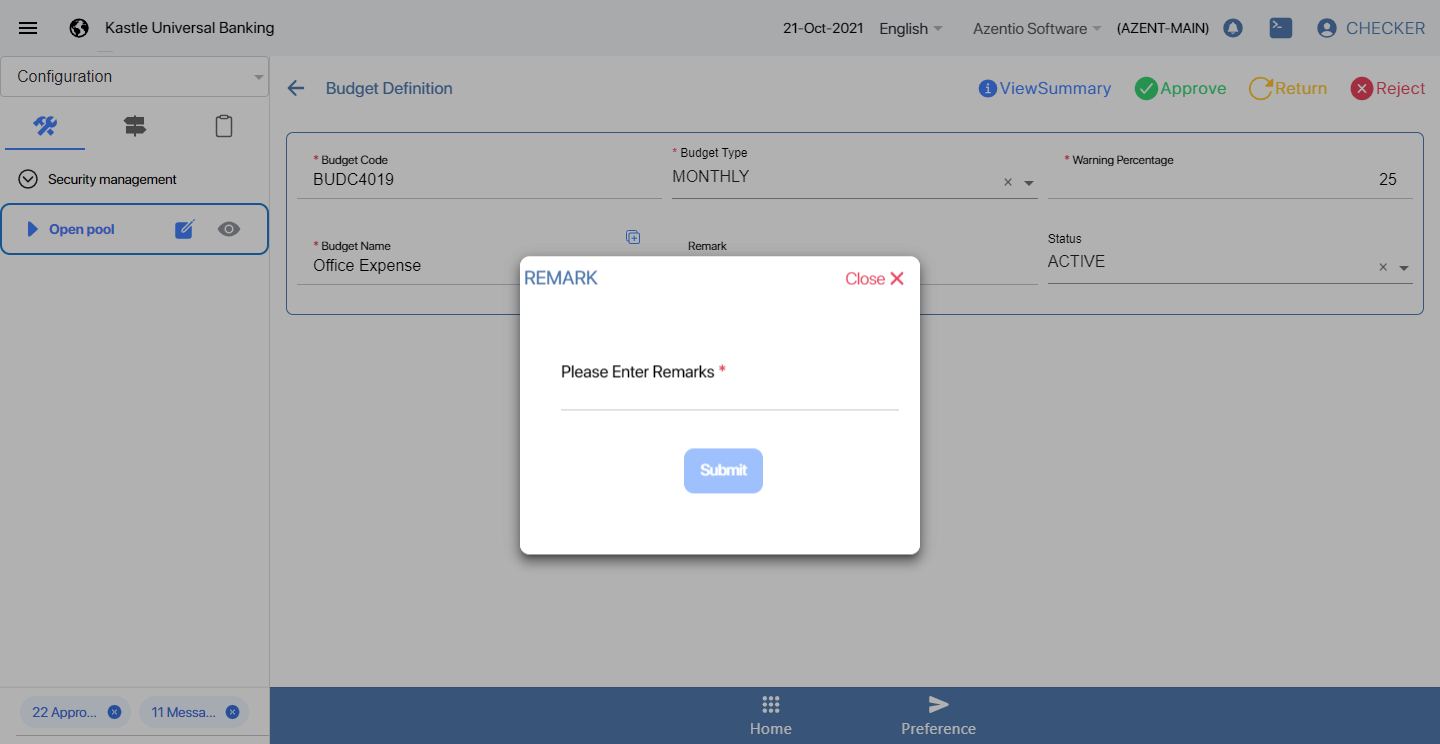 Kastle Universal Banking
21-Oct-2021 English Azentio Software (AZENT-MAIN) CHECKER
Configuration
Budget Definition
ViewSummary Approve Return Reject
Security management
Open pool
* Budget Code
BUDC4019
* Budget Type
MONTHLY
* Warning Percentage
25
* Budget Name
Office Expense
Remark
Status
ACTIVE
REMARK
Close
Please Enter Remarks *
Submit
22 Appro...
11 Messa...
Home
Preference